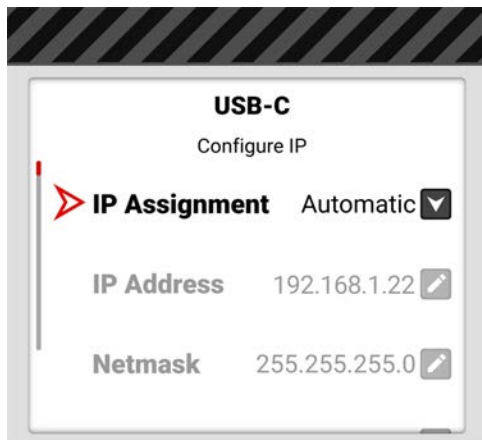 USB-C
Configure IP
IP Assignment Automatic
IP Address 192.168.1.22
Netmask 255.255.255.0